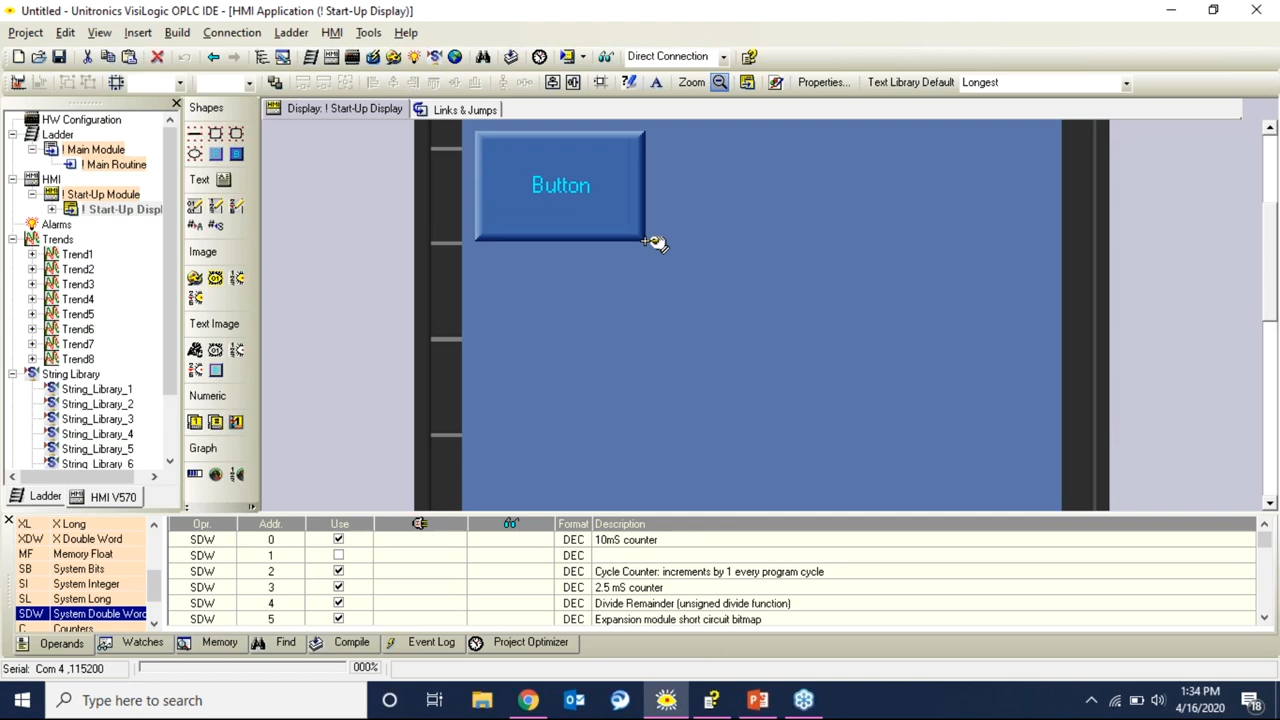 Untitled - Unitronics VisiLogic OPLC IDE - [HMI Application (! Start-Up Display)]
Project Edit View Insert Build Connection Ladder HMI Tools Help
Direct Connection
Zoom Properties... Text Library Default Longest
HW Configuration
Ladder
! Main Module
! Main Routine
HMI
! Start-Up Module
! Start-Up Displ
Alarms
Trends
Trend1
Trend2
Trend3
Trend4
Trend5
Trend6
Trend7
Trend8
String Library
String_Library_1
String_Library_2
String_Library_3
String_Library_4
String_Library_5
String_Library_6
Ladder HMI V570
Shapes
Text
Image
Text Image
Numeric
Graph
Display: ! Start-Up Display Links & Jumps
Button
XL X Long
XDW X Double Word
MF Memory Float
SB System Bits
SI System Integer
SL System Long
SDW System Double Word
C Counters
Opr. Addr. Use Format Description
SDW 0 DEC 10mS counter
SDW 1 DEC
SDW 2 DEC Cycle Counter: increments by 1 every program cycle
SDW 3 DEC 2.5 mS counter
SDW 4 DEC Divide Remainder (unsigned divide function)
SDW 5 DEC Expansion module short circuit bitmap
Operands Watches Memory Find Compile Event Log Project Optimizer
Serial: Com 4 ,115200 000%
Type here to search
1:34 PM
4/16/2020
18